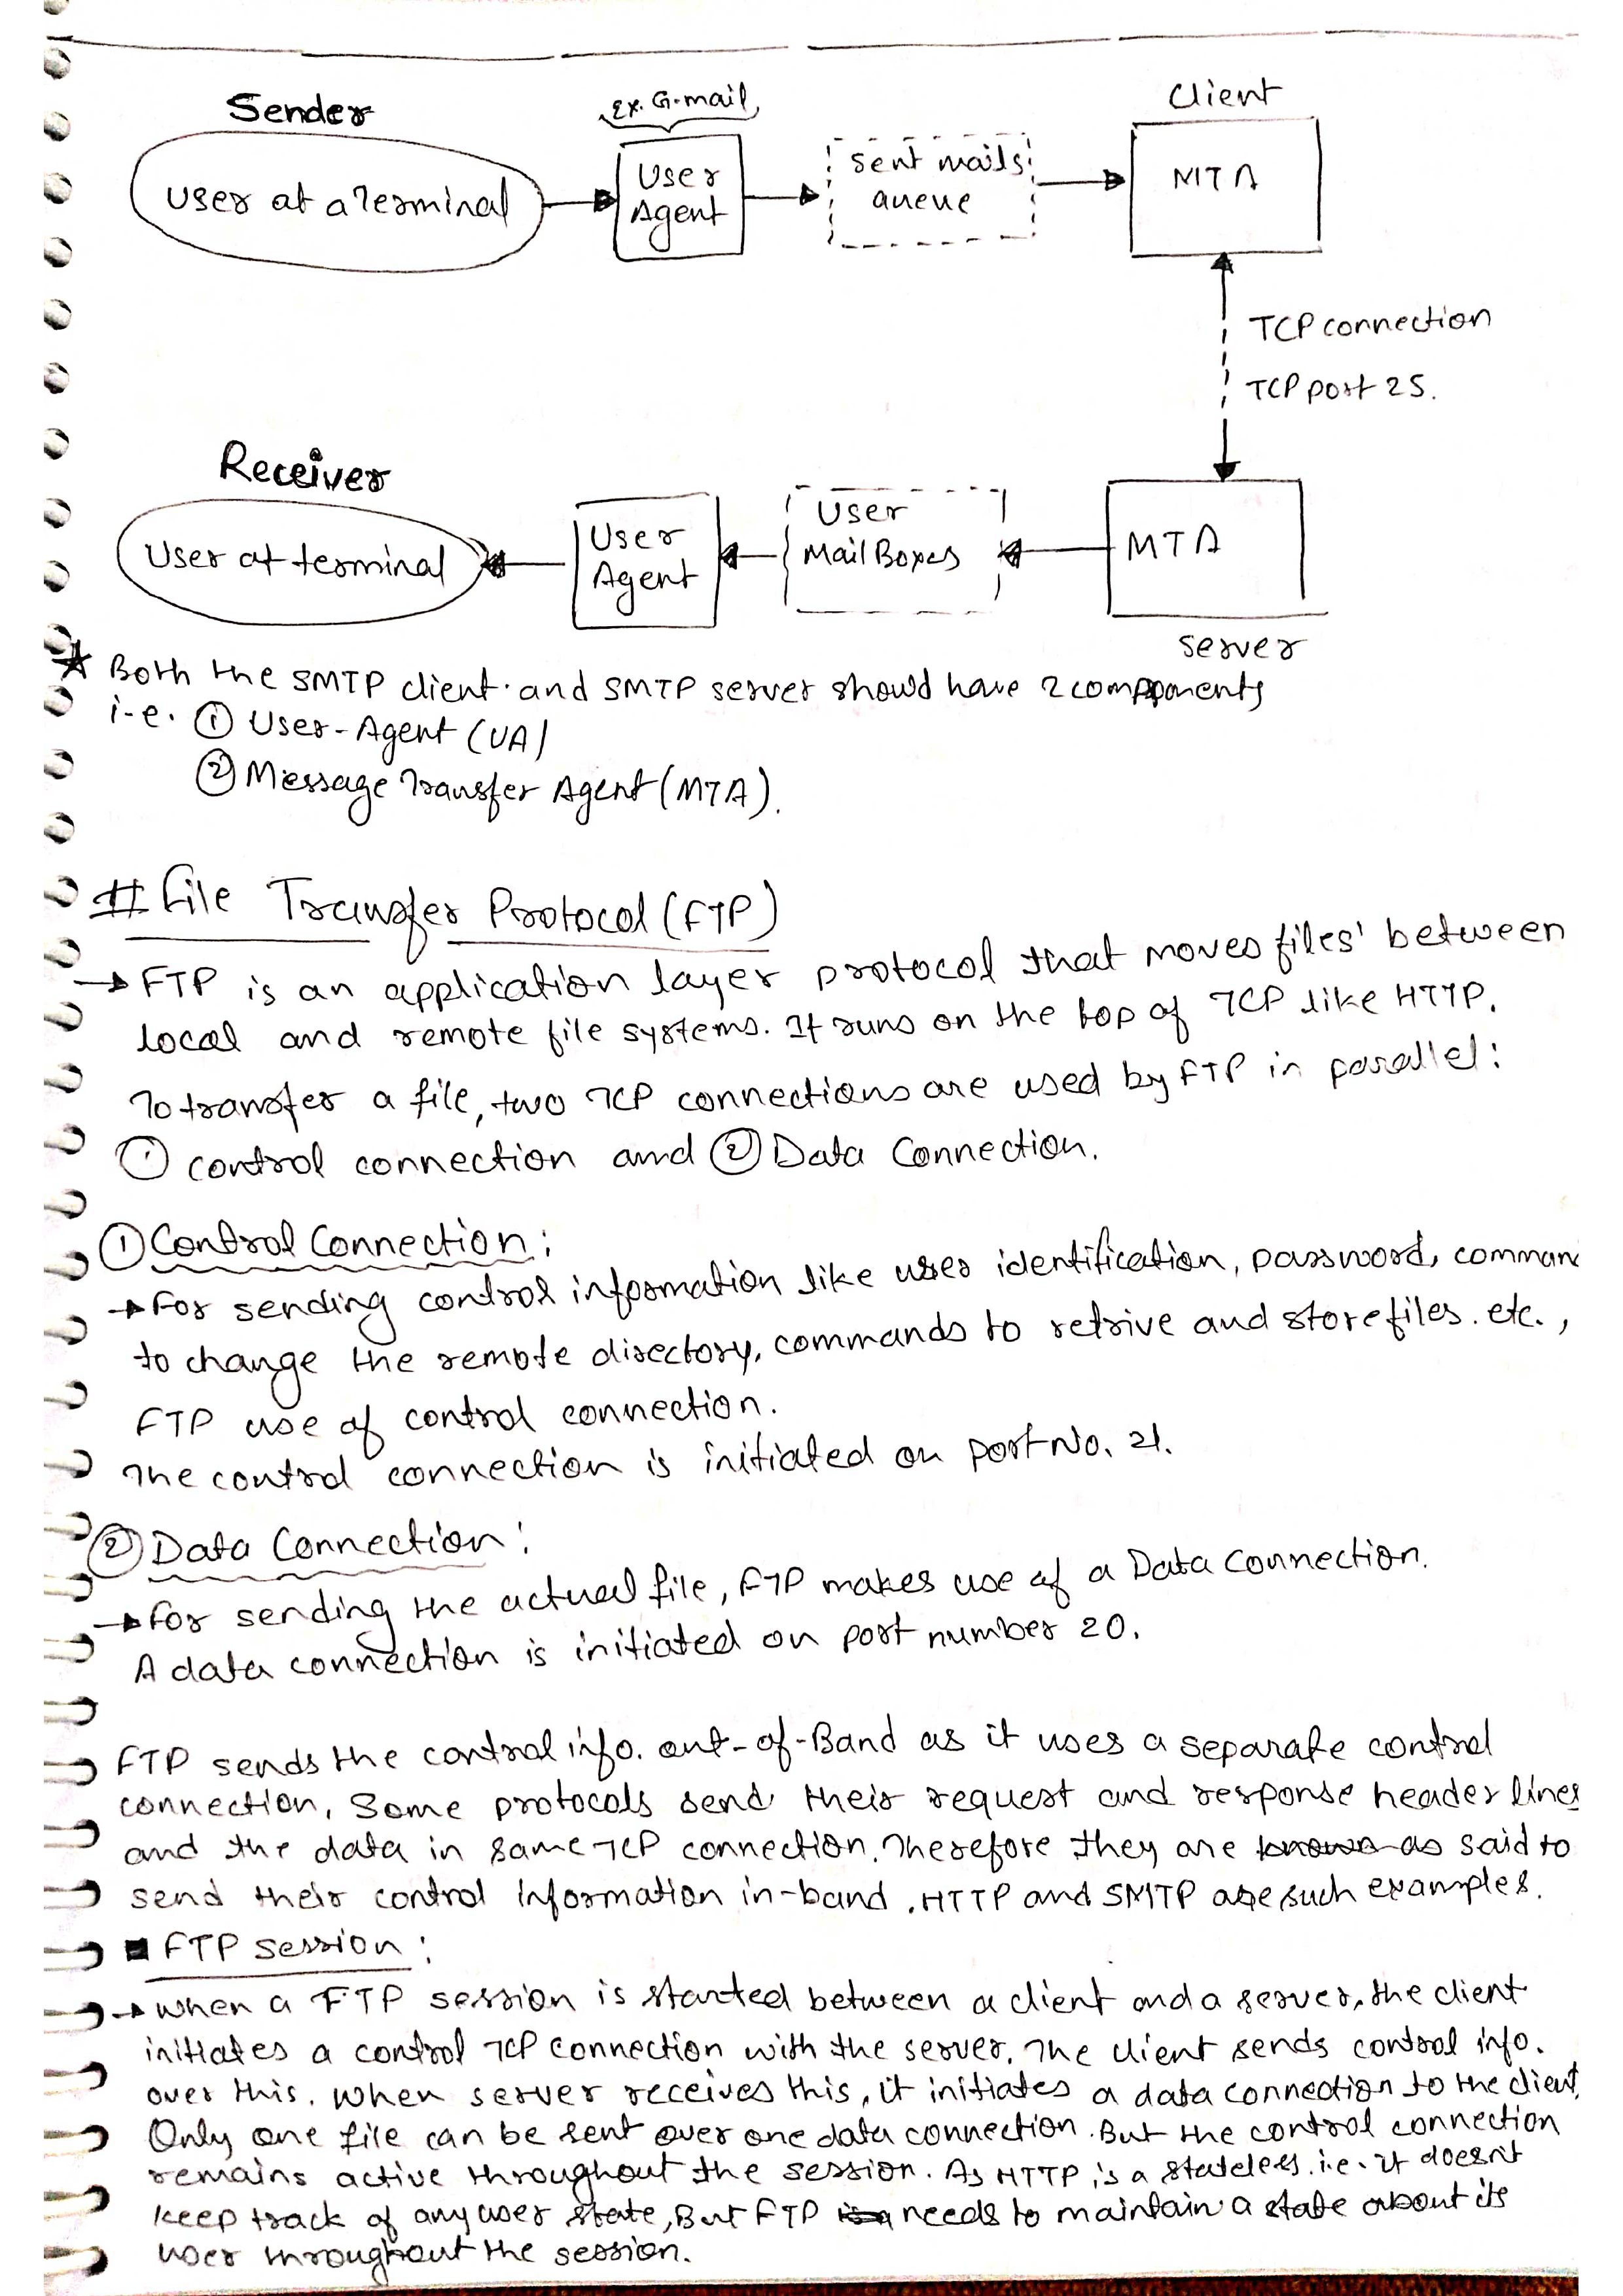 Sender
Ex. G-mail
Client
User at a Terminal
User
Agent
Sent mails
queue
MTA
TCP connection
TCP port 25.
Receiver
User at terminal
User
Agent
User
Mail Boxes
MTA
server
★ Both the SMTP client and SMTP server should have 2 components
i.e. ① User-Agent (UA)
② Message Transfer Agent (MTA).
# File Transfer Protocol (FTP)
→ FTP is an application layer protocol that moves files between
local and remote file systems. It runs on the top of TCP like HTTP.
To transfer a file, two TCP connections are used by FTP in parallel:
① control connection and ② Data Connection.
① Control Connection:
→ For sending control information like user identification, password, comman
to change the remote directory, commands to retrive and store files. etc.,
FTP use of control connection.
The control connection is initiated on port No. 21.
② Data Connection:
→ For sending the actual file, FTP makes use of a Data Connection.
A data connection is initiated on port number 20.
FTP sends the control info. out-of-Band as it uses a separate control
connection, Some protocols send their request and response header lines
and the data in same TCP connection. Therefore they are known as said to
send their control information in-band. HTTP and SMTP are such examples.
■ FTP session:
→ when a FTP session is started between a client and a server, the client
initiates a control TCP connection with the server. The client sends control info.
over this. When server receives this, it initiates a data connection to the client.
Only one file can be sent over one data connection. But the control connection
remains active throughout the session. As HTTP is a stateless i.e. it doesn't
keep track of any user state, But FTP is a needs to maintain a state about its
user throughout the session.